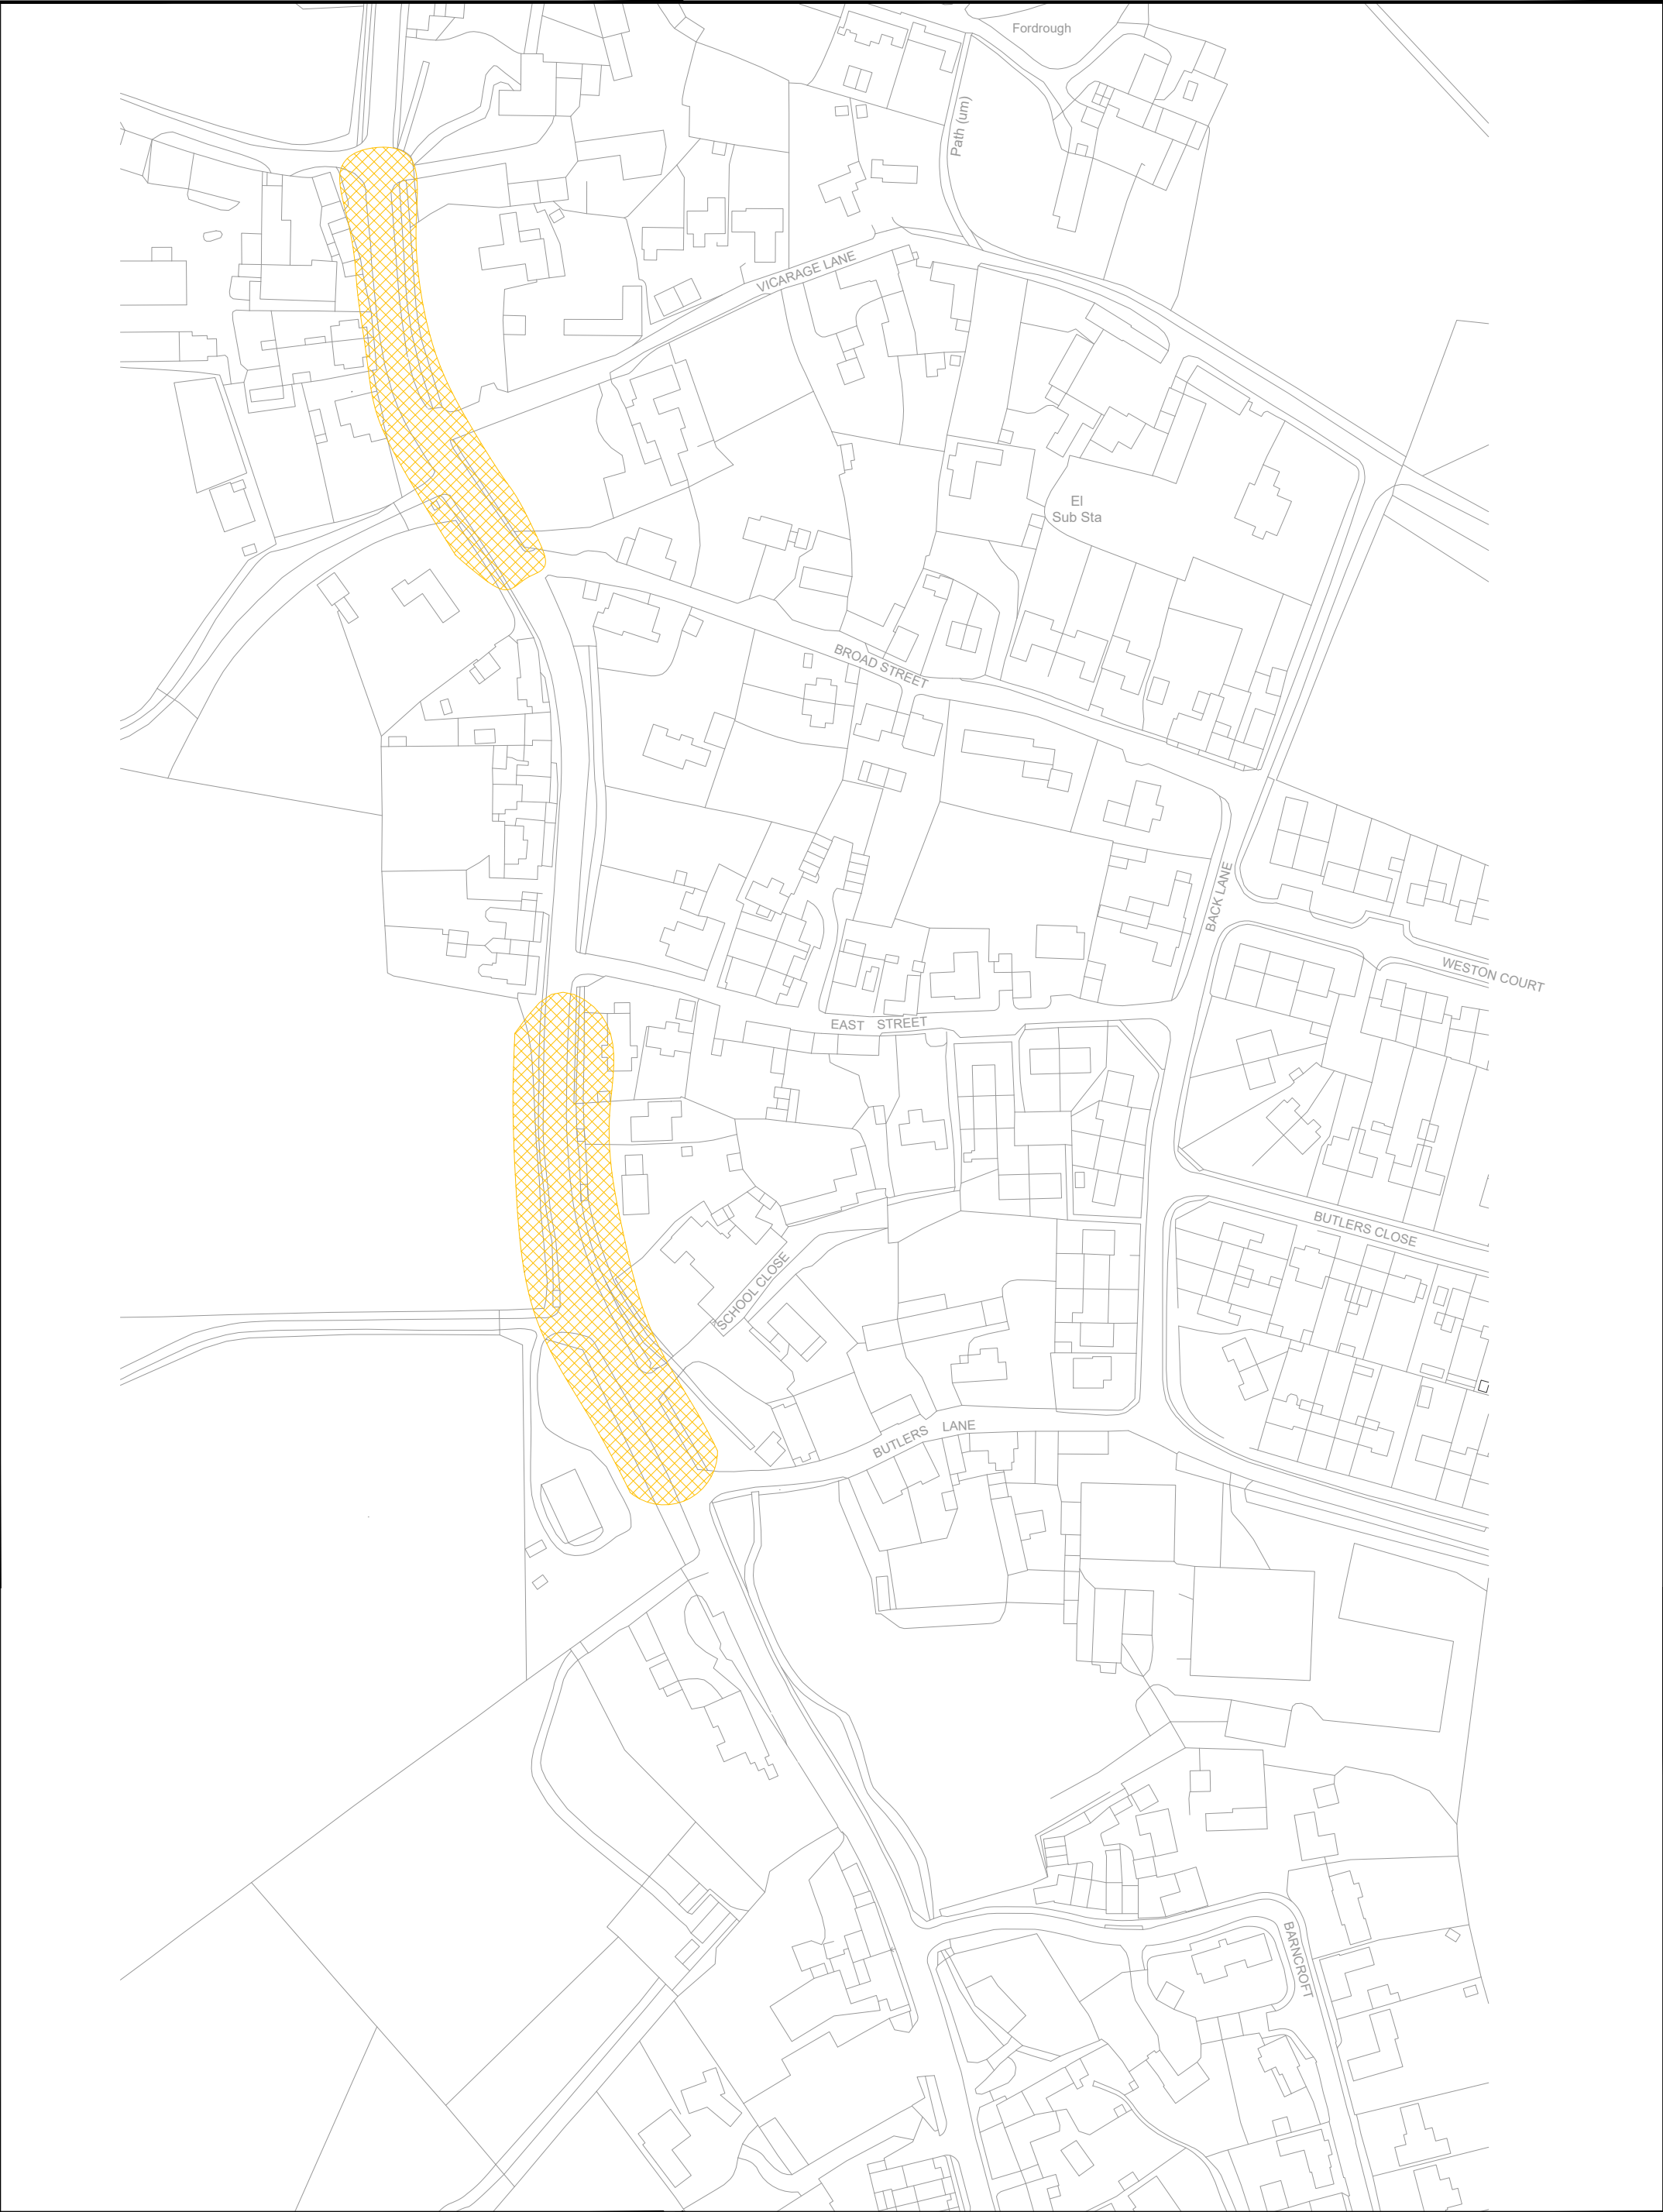 Fordrough
Path (um)
VICARAGE LANE
El
Sub Sta
BROAD STREET
BACK LANE
WESTON COURT
EAST STREET
BUTLERS CLOSE
SCHOOL CLOSE
BUTLERS LANE
BARNCROFT